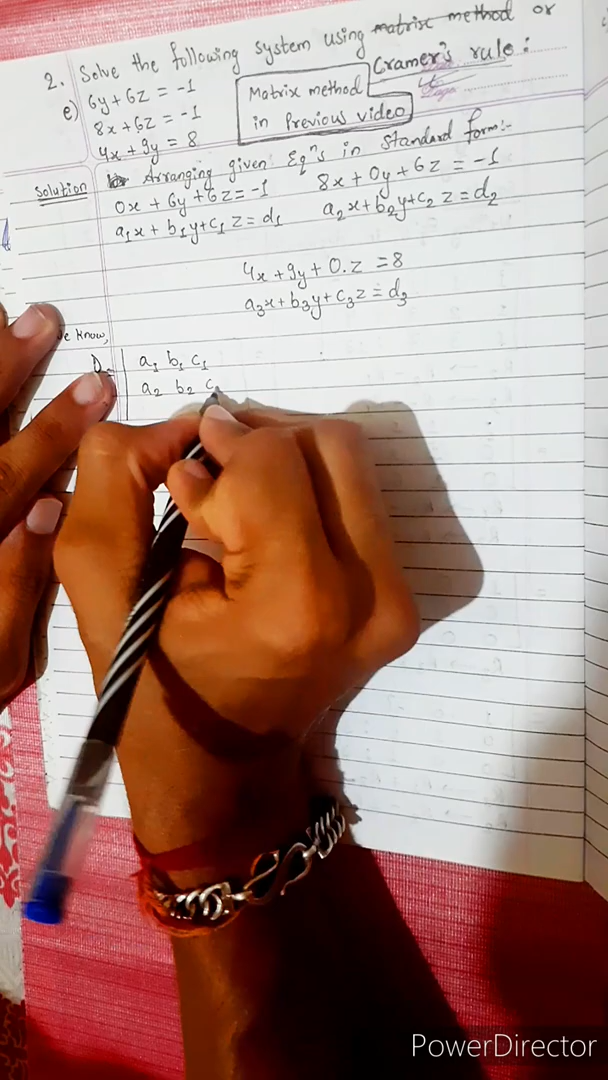 2. Solve the following system using matrix method or
Cramer's rule:
e) 6y + 6z = -1
8x + 6z = -1
4x + 9y = 8
Matrix method
in Previous video
Solution
Arranging given Eqⁿs in standard form:-
0x + 6y + 6z = -1
8x + 0y + 6z = -1
a₁x + b₁y + c₁z = d₁
a₂x + b₂y + c₂z = d₂
4x + 9y + 0.z = 8
a₃x + b₃y + c₃z = d₃
know,
D = | a₁ b₁ c₁
a₂ b₂ c
PowerDirector